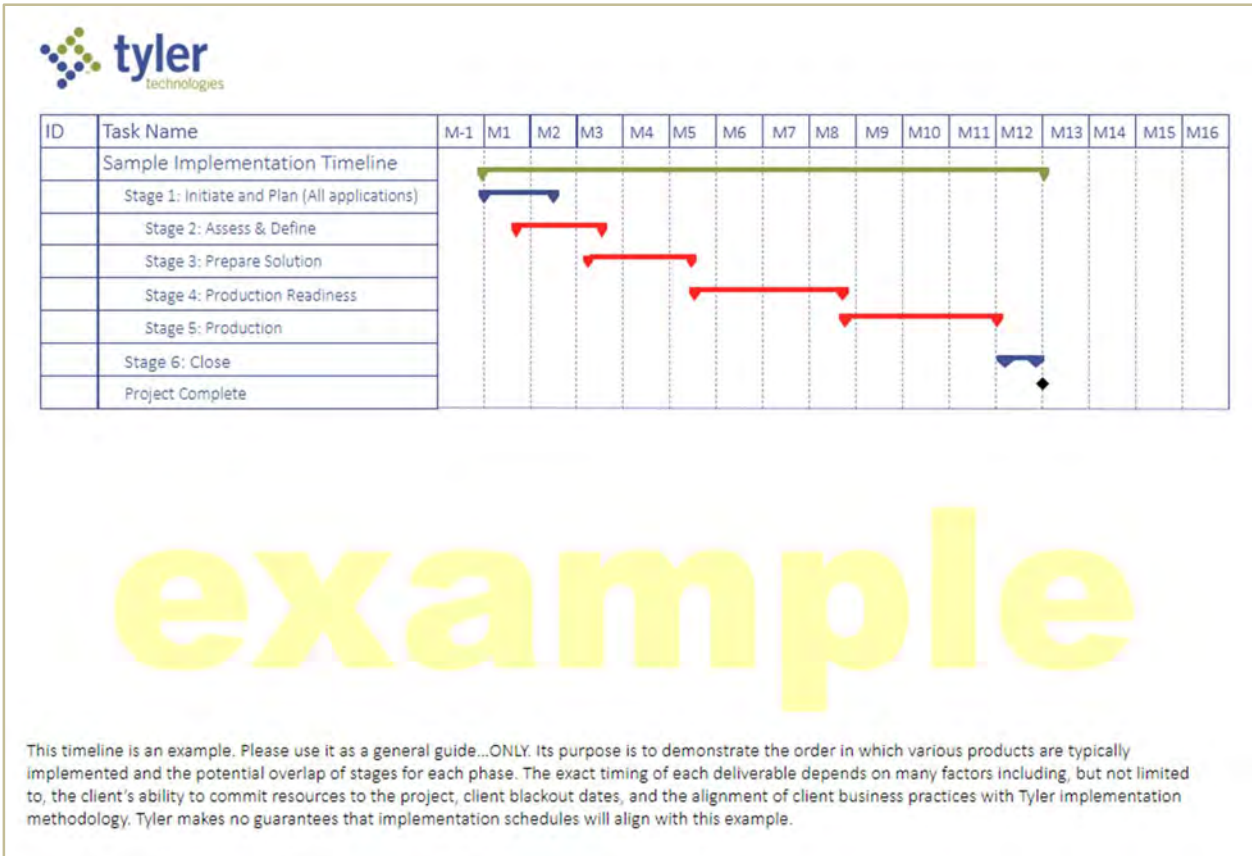 tyler
technologies
ID Task Name M-1 M1 M2 M3 M4 M5 M6 M7 M8 M9 M10 M11 M12 M13 M14 M15 M16
Sample Implementation Timeline
Stage 1: Initiate and Plan (All applications)
Stage 2: Assess & Define
Stage 3: Prepare Solution
Stage 4: Production Readiness
Stage 5: Production
Stage 6: Close
Project Complete
example
This timeline is an example. Please use it as a general guide...ONLY. Its purpose is to demonstrate the order in which various products are typically
implemented and the potential overlap of stages for each phase. The exact timing of each deliverable depends on many factors including, but not limited
to, the client's ability to commit resources to the project, client blackout dates, and the alignment of client business practices with Tyler implementation
methodology. Tyler makes no guarantees that implementation schedules will align with this example.